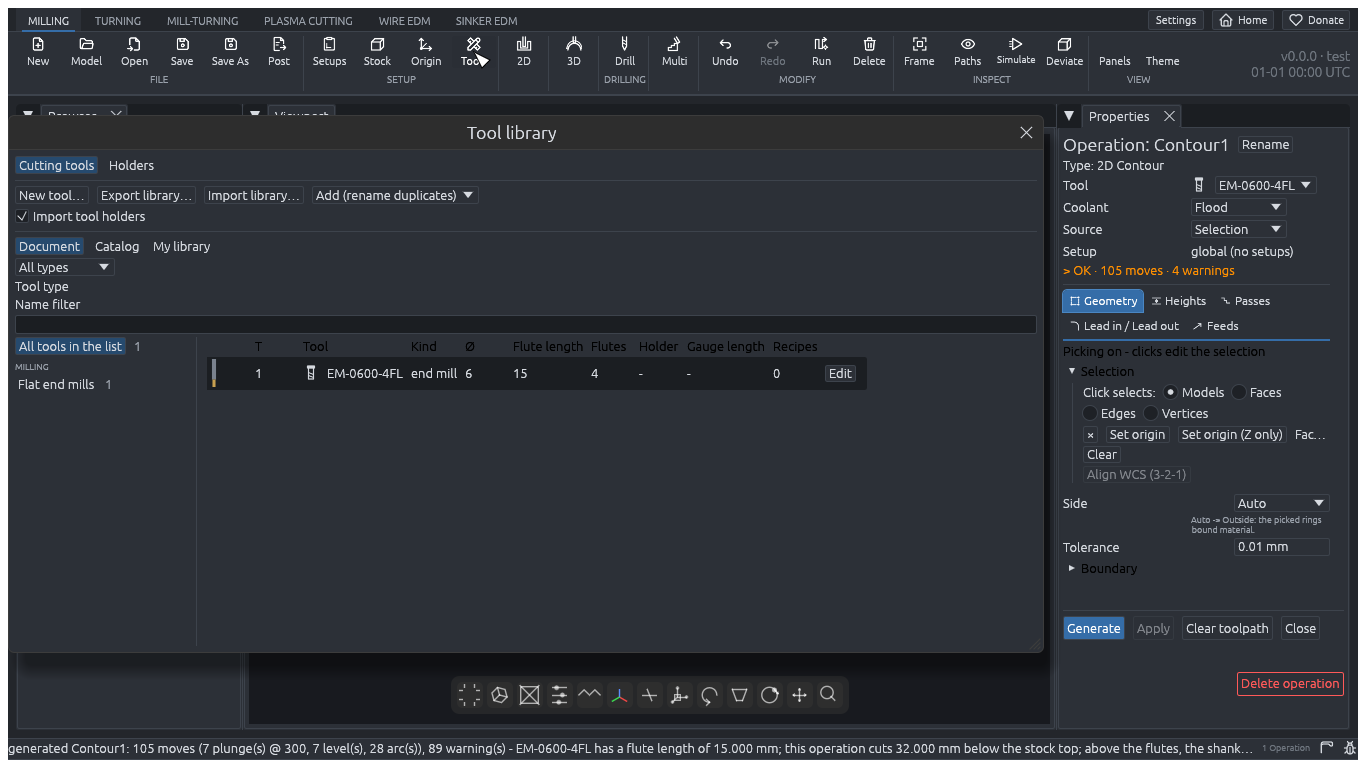 MILLING TURNING MILL-TURNING PLASMA CUTTING WIRE EDM SINKER EDM Settings Home Donate
New Model Open Save Save As Post Setups Stock Origin 2D 3D Drill Multi Undo Redo Run Delete Frame Paths Simulate Deviate Panels Theme
v0.0.0 · test
01-01 00:00 UTC
FILE SETUP DRILLING MODIFY INSPECT VIEW
Tool library
Cutting tools Holders
New tool... Export library... Import library... Add (rename duplicates)
Import tool holders
Document Catalog My library
All types
Tool type
Name filter
All tools in the list 1
MILLING
Flat end mills 1
T Tool Kind Ø Flute length Flutes Holder Gauge length Recipes
1 EM-0600-4FL end mill 6 15 4 - - 0 Edit
Properties
Operation: Contour1 Rename
Type: 2D Contour
Tool EM-0600-4FL
Coolant Flood
Source Selection
Setup global (no setups)
> OK · 105 moves · 4 warnings
Geometry Heights Passes
Lead in / Lead out Feeds
Picking on - clicks edit the selection
Selection
Click selects: Models Faces
Edges Vertices
× Set origin Set origin (Z only) Fac...
Clear
Align WCS (3-2-1)
Side Auto
Auto -> Outside: the picked rings
bound material.
Tolerance 0.01 mm
Boundary
Generate Apply Clear toolpath Close
Delete operation
generated Contour1: 105 moves (7 plunge(s) @ 300, 7 level(s), 28 arc(s)), 89 warning(s) - EM-0600-4FL has a flute length of 15.000 mm; this operation cuts 32.000 mm below the stock top; above the flutes, the shank... 1 Operation